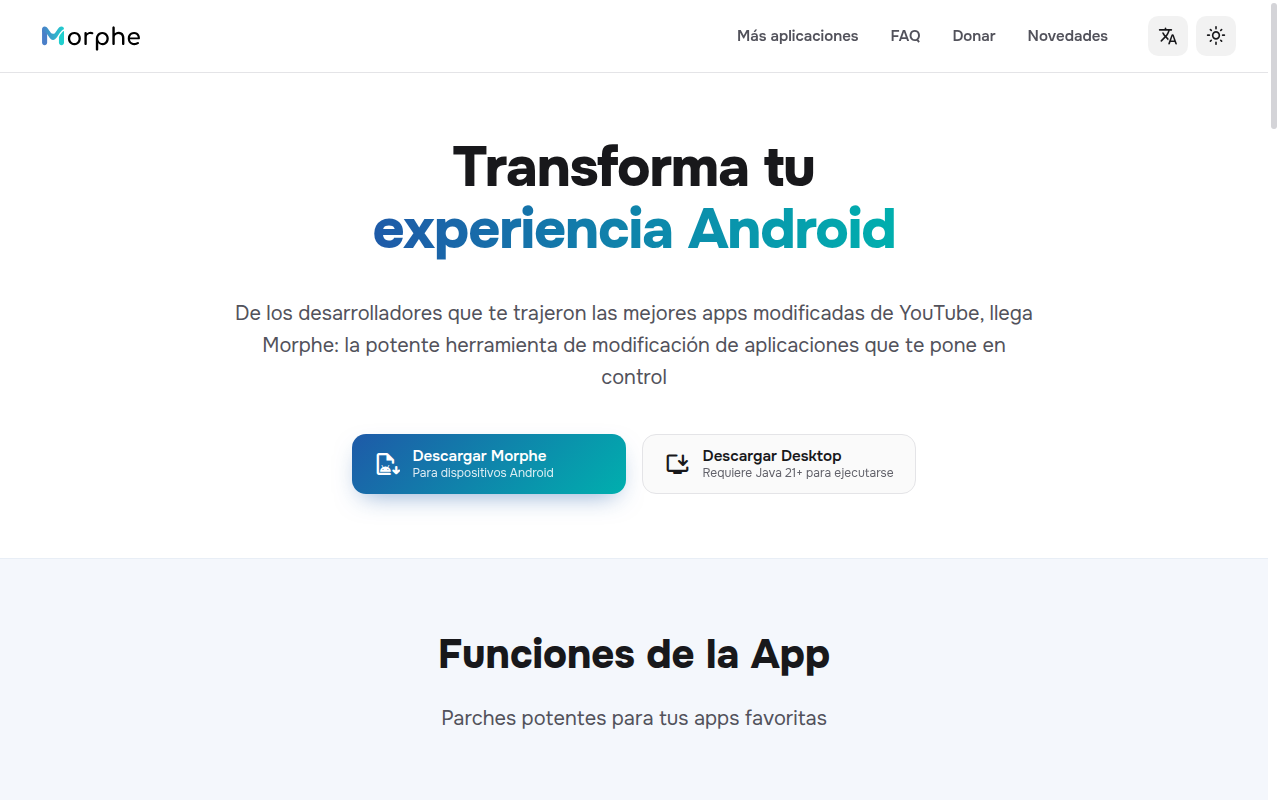 Morphe
Más aplicaciones
FAQ
Donar
Novedades
Transforma tu
experiencia Android
De los desarrolladores que te trajeron las mejores apps modificadas de YouTube, llega
Morphe: la potente herramienta de modificación de aplicaciones que te pone en
control
Descargar Morphe
Para dispositivos Android
Descargar Desktop
Requiere Java 21+ para ejecutarse
Funciones de la App
Parches potentes para tus apps favoritas